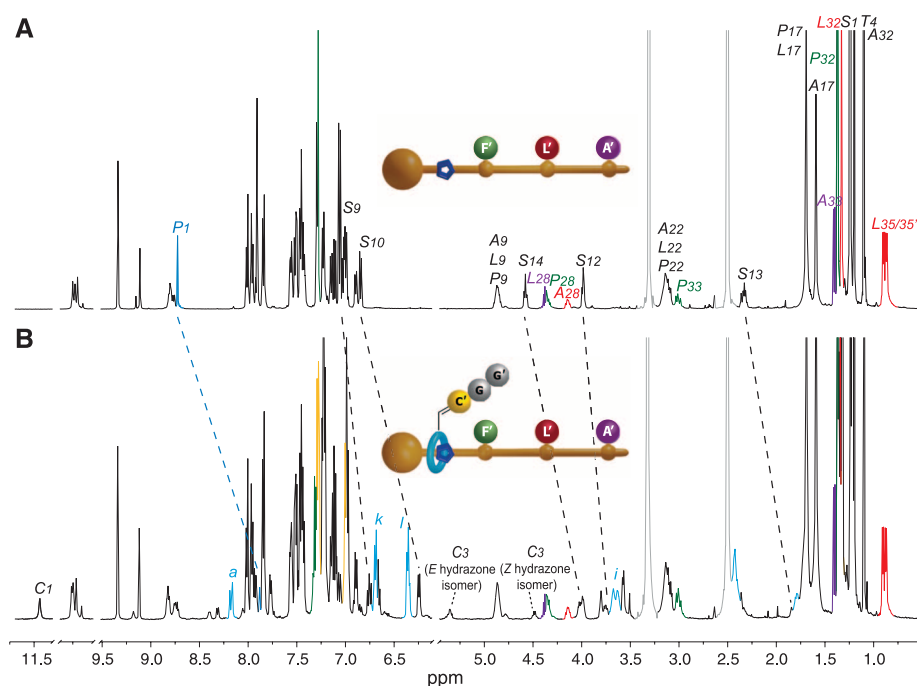 A
P1
S9
S10
F' L' A'
A9
L9
P9
S14
L28
P28
A28
S12
A22
L22
P22
P33
S13
P17
L17
A17
P32
L32 S1 T4
A32
A33
L35/35'
B
C' G G'
F' L' A'
C1
a
k
l
C3
(E hydrazone
isomer)
C3
(Z hydrazone
isomer)
i
11.5 10.0 9.5 9.0 8.5 8.0 7.5 7.0 6.5 5.0 4.5 4.0 3.5 3.0 2.5 2.0 1.5 1.0
ppm